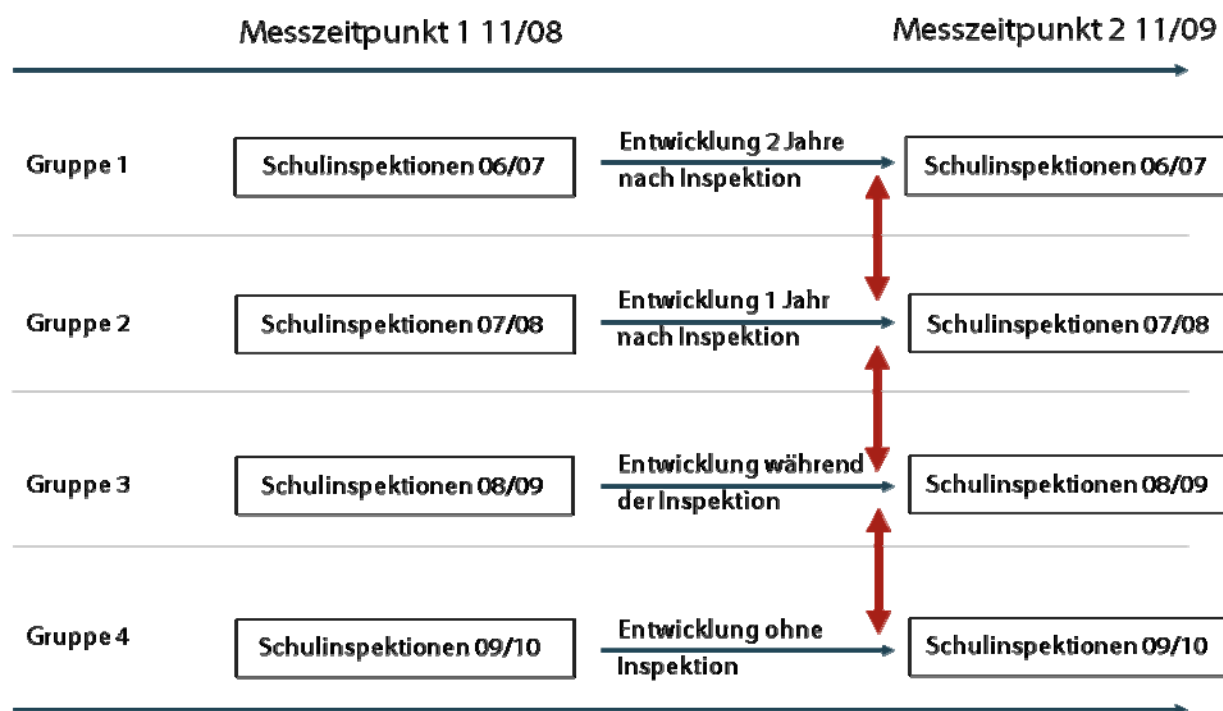 Messzeitpunkt 1 11/08
Messzeitpunkt 2 11/09
Gruppe 1
Schulinspektionen 06/07
Entwicklung 2 Jahre
nach Inspektion
Schulinspektionen 06/07
Gruppe 2
Schulinspektionen 07/08
Entwicklung 1 Jahr
nach Inspektion
Schulinspektionen 07/08
Gruppe 3
Schulinspektionen 08/09
Entwicklung während
der Inspektion
Schulinspektionen 08/09
Gruppe 4
Schulinspektionen 09/10
Entwicklung ohne
Inspektion
Schulinspektionen 09/10